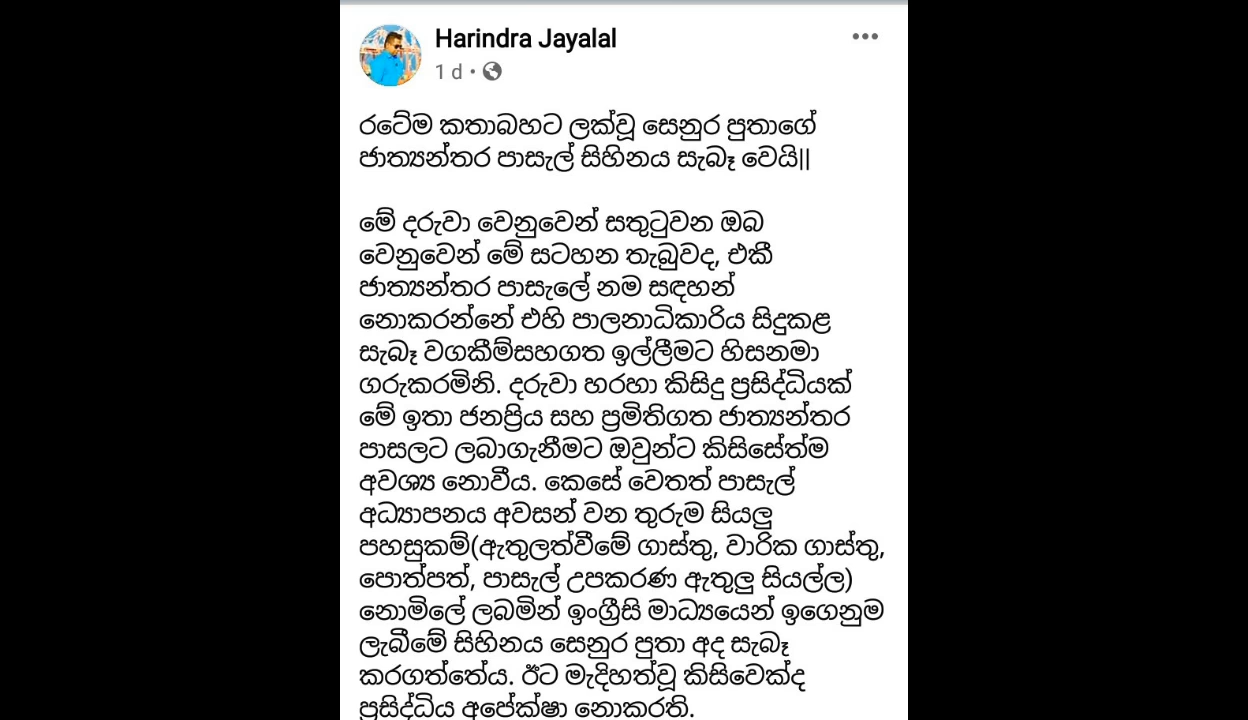 Harindra Jayalal
1 d •
රටේම කතාබහට ලක්වූ සෙනුර පුතාගේ
ජාත්‍යන්තර පාසැල් සිහිනය සැබෑ වෙයි||
මේ දරුවා වෙනුවෙන් සතුටුවන ඔබ
වෙනුවෙන් මේ සටහන තැබුවද, එකී
ජාත්‍යන්තර පාසැලේ නම සඳහන්
නොකරන්නේ එහි පාලනාධිකාරිය සිදුකළ
සැබෑ වගකීම්සහගත ඉල්ලීමට හිසනමා
ගරුකරමිනි. දරුවා හරහා කිසිදු ප්‍රසිද්ධියක්
මේ ඉතා ජනප්‍රිය සහ ප්‍රමිතිගත ජාත්‍යන්තර
පාසලට ලබාගැනීමට ඔවුන්ට කිසිසේත්ම
අවශ්‍ය නොවීය. කෙසේ වෙතත් පාසැල්
අධ්‍යාපනය අවසන් වන තුරුම සියලු
පහසුකම්(ඇතුලත්වීමේ ගාස්තු, වාරික ගාස්තු,
පොත්පත්, පාසැල් උපකරණ ඇතුලු සියල්ල)
නොමිලේ ලබමින් ඉංග්‍රීසි මාධ්‍යයෙන් ඉගෙනුම
ලැබීමේ සිහිනය සෙනුර පුතා අද සැබෑ
කරගත්තේය. ඊට මැදිහත්වූ කිසිවෙක්ද
ප්‍රසිද්ධිය අපේක්ෂා නොකරති.